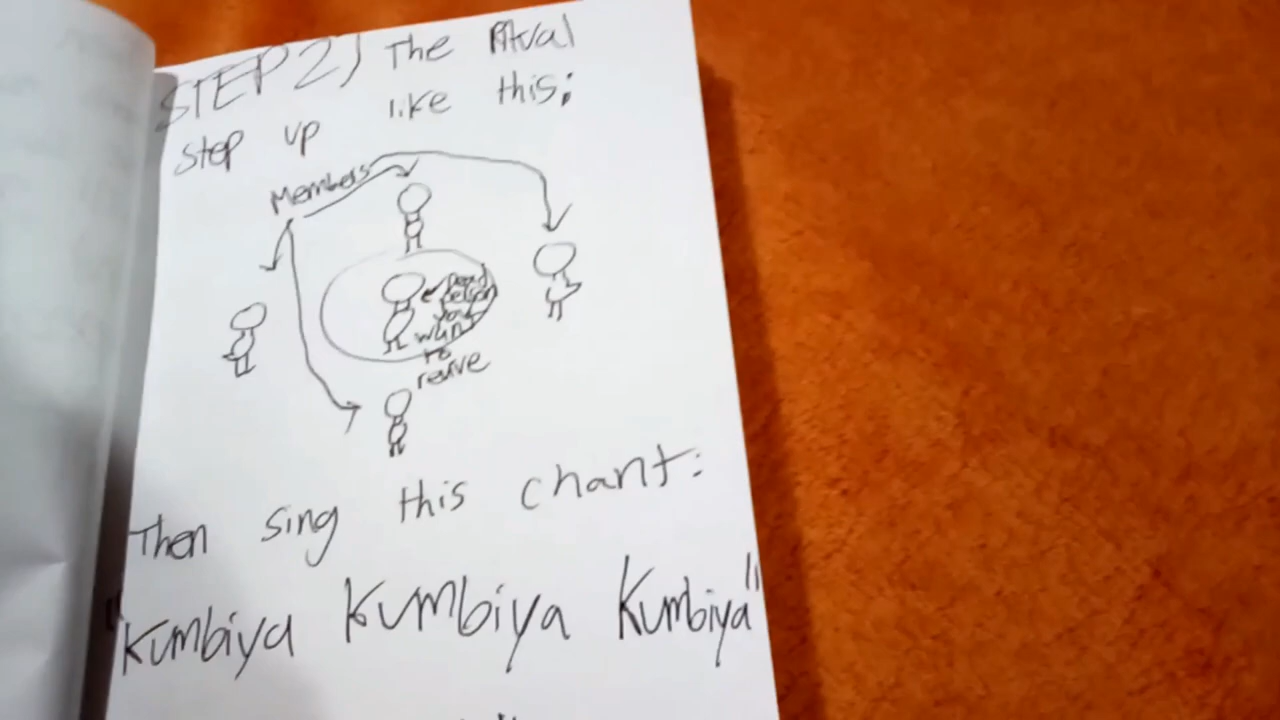 STEP 2) The Ritual
step up like this:
Members
Dead
person
you
want
to
revive
Then sing this chant:
"Kumbiya Kumbiya Kumbiya"